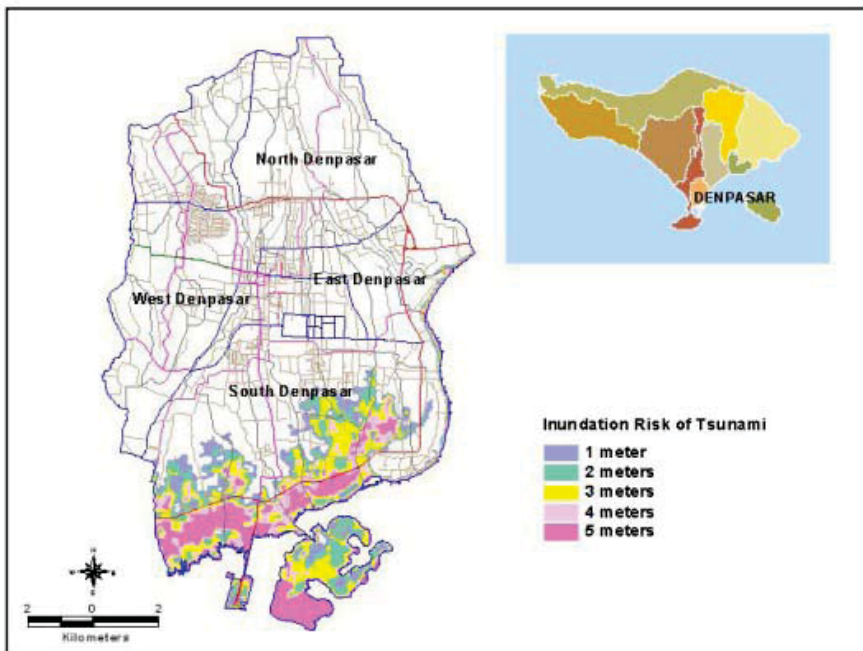 North Denpasar
DENPASAR
East Denpasar
West Denpasar
South Denpasar
Inundation Risk of Tsunami
1 meter
2 meters
3 meters
4 meters
5 meters
2 0 2
Kilometers